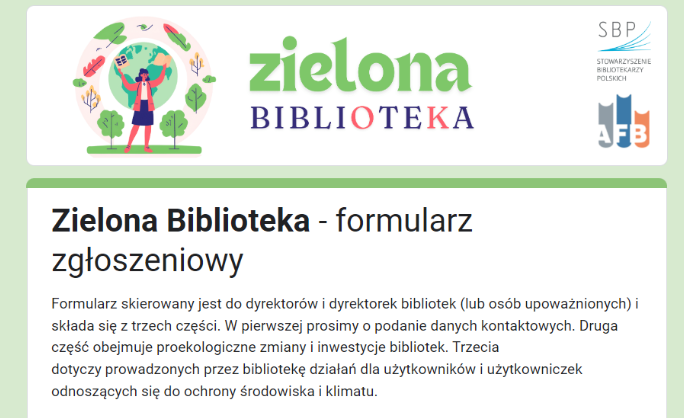 zielona
BIBLIOTEKA
SBP
STOWARZYSZENIE
BIBLIOTEKARZY
POLSKICH
AFB
Zielona Biblioteka - formularz
zgłoszeniowy
Formularz skierowany jest do dyrektorów i dyrektorek bibliotek (lub osób upoważnionych) i
składa się z trzech części. W pierwszej prosimy o podanie danych kontaktowych. Druga
część obejmuje proekologiczne zmiany i inwestycje bibliotek. Trzecia
dotyczy prowadzonych przez bibliotekę działań dla użytkowników i użytkowniczek
odnoszących się do ochrony środowiska i klimatu.